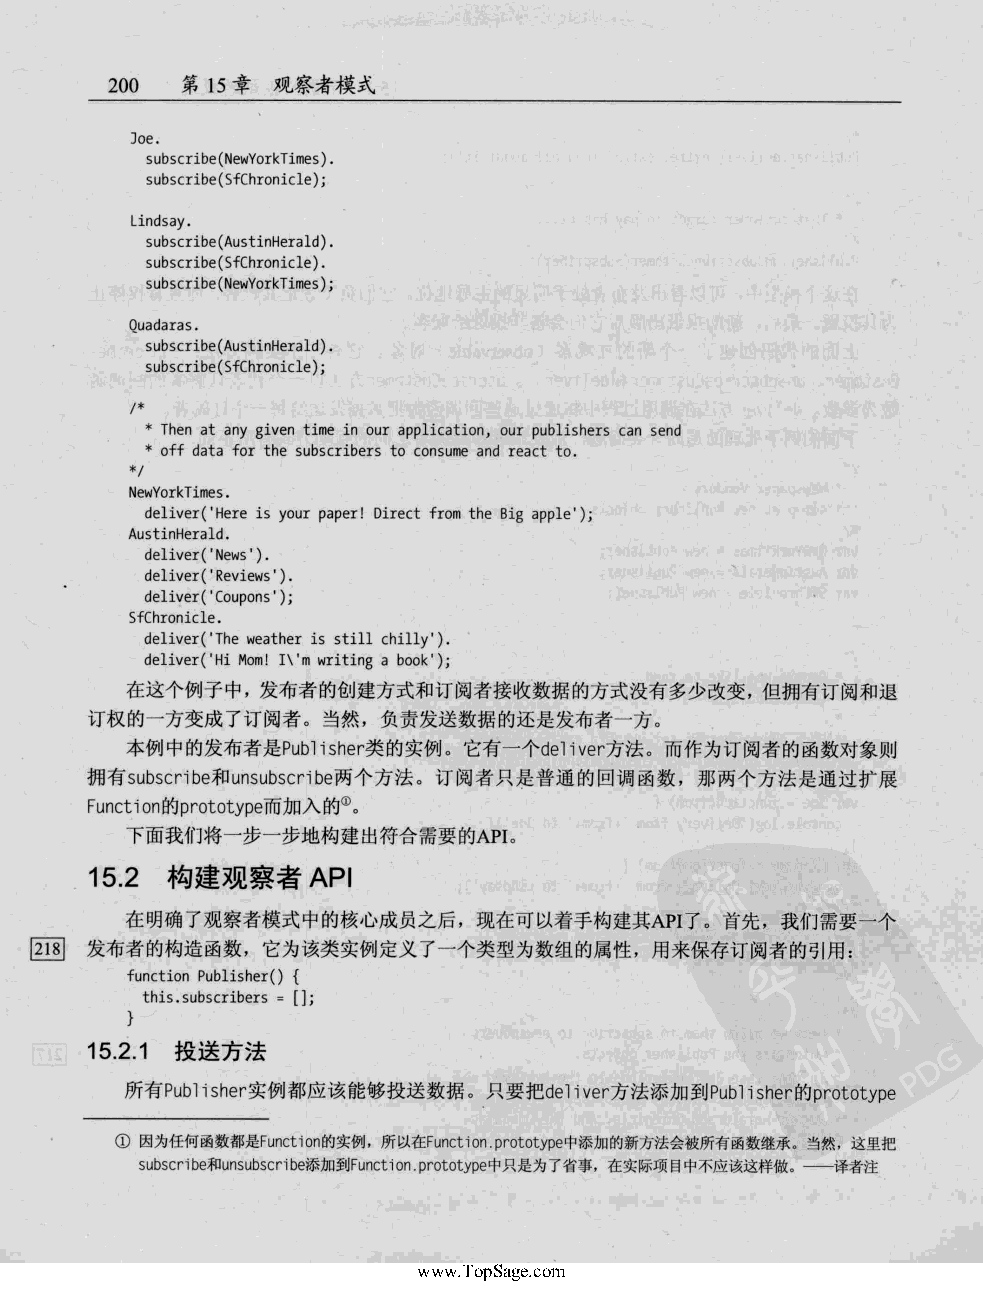 200 第 15 章 观察者模式
Joe.
subscribe(NewYorkTimes).
subscribe(SfChronicle);
Lindsay.
subscribe(AustinHerald).
subscribe(SfChronicle).
subscribe(NewYorkTimes);
Quadaras.
subscribe(AustinHerald).
subscribe(SfChronicle);
/*
* Then at any given time in our application, our publishers can send
* off data for the subscribers to consume and react to.
*/
NewYorkTimes.
deliver('Here is your paper! Direct from the Big apple');
AustinHerald.
deliver('News').
deliver('Reviews').
deliver('Coupons');
SfChronicle.
deliver('The weather is still chilly').
deliver('Hi Mom! I\'m writing a book');
在这个例子中，发布者的创建方式和订阅者接收数据的方式没有多少改变，但拥有订阅和退
订权的一方变成了订阅者。当然，负责发送数据的还是发布者一方。
本例中的发布者是Publisher类的实例。它有一个deliver方法。而作为订阅者的函数对象则
拥有subscribe和unsubscribe两个方法。订阅者只是普通的回调函数，那两个方法是通过扩展
Function的prototype而加入的①。
下面我们将一步一步地构建出符合需要的API。
15.2 构建观察者 API
在明确了观察者模式中的核心成员之后，现在可以着手构建其API了。首先，我们需要一个
218 发布者的构造函数，它为该类实例定义了一个类型为数组的属性，用来保存订阅者的引用：
function Publisher() {
this.subscribers = [];
}
15.2.1 投送方法
所有Publisher实例都应该能够投送数据。只要把deliver方法添加到Publisher的prototype
① 因为任何函数都是Function的实例，所以在Function.prototype中添加的新方法会被所有函数继承。当然，这里把
subscribe和unsubscribe添加到Function.prototype中只是为了省事，在实际项目中不应该这样做。——译者注
PDG
www.TopSage.com